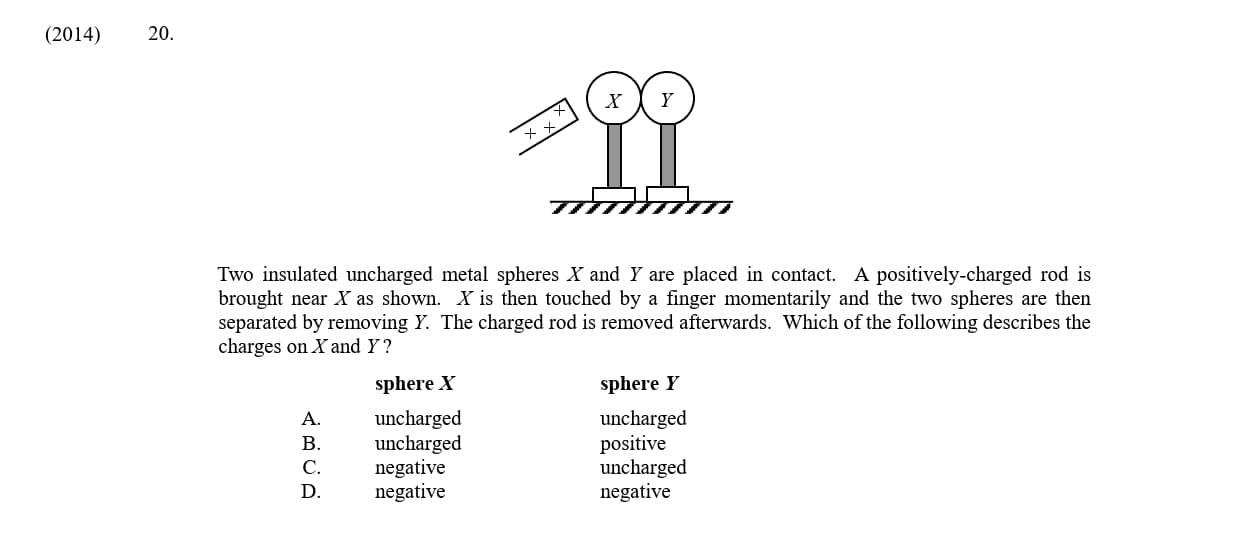 (2014) 20.
X Y
+ + +
Two insulated uncharged metal spheres X and Y are placed in contact. A positively-charged rod is
brought near X as shown. X is then touched by a finger momentarily and the two spheres are then
separated by removing Y. The charged rod is removed afterwards. Which of the following describes the
charges on X and Y ?
sphere X sphere Y
A. uncharged uncharged
B. uncharged positive
C. negative uncharged
D. negative negative